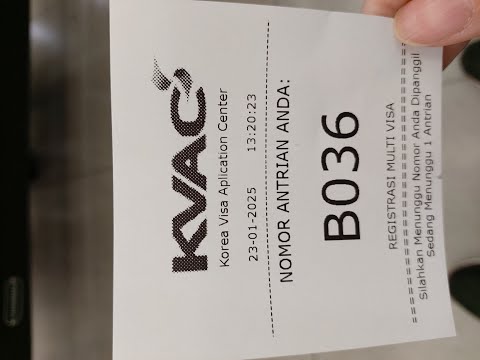 KVAC
Korea Visa Aplication Center
23-01-2025 13:20:23
NOMOR ANTRIAN ANDA:
B036
REGISTRASI MULTI VISA
Silahkan Menunggu Nomor Anda Dipanggil
Sedang Menunggu 1 Antrian